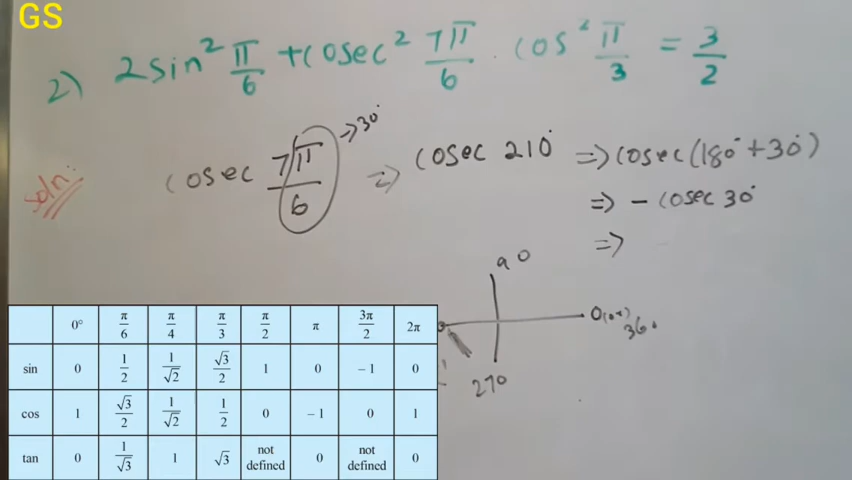 GS
2) 2sin² π/6 + cosec² 7π/6 . cos² π/3 = 3/2
Soln:
cosec 7π/6 → 30° => cosec 210° => cosec(180° + 30°)
=> - cosec 30°
=>
90
0(or) 360
270
0° π/6 π/4 π/3 π/2 π 3π/2 2π
sin 0 1/2 1/√2 √3/2 1 0 –1 0
cos 1 √3/2 1/√2 1/2 0 –1 0 1
tan 0 1/√3 1 √3 not defined 0 not defined 0